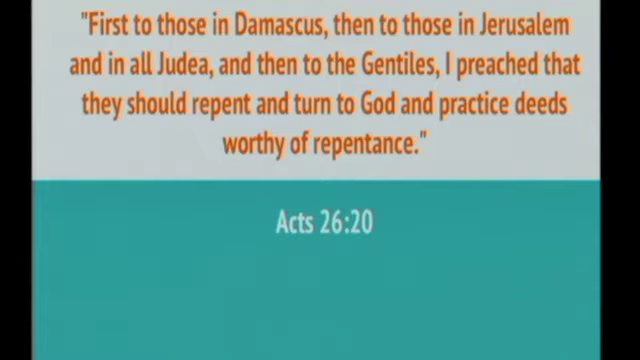 "First to those in Damascus, then to those in Jerusalem
and in all Judea, and then to the Gentiles, I preached that
they should repent and turn to God and practice deeds
worthy of repentance."
Acts 26:20